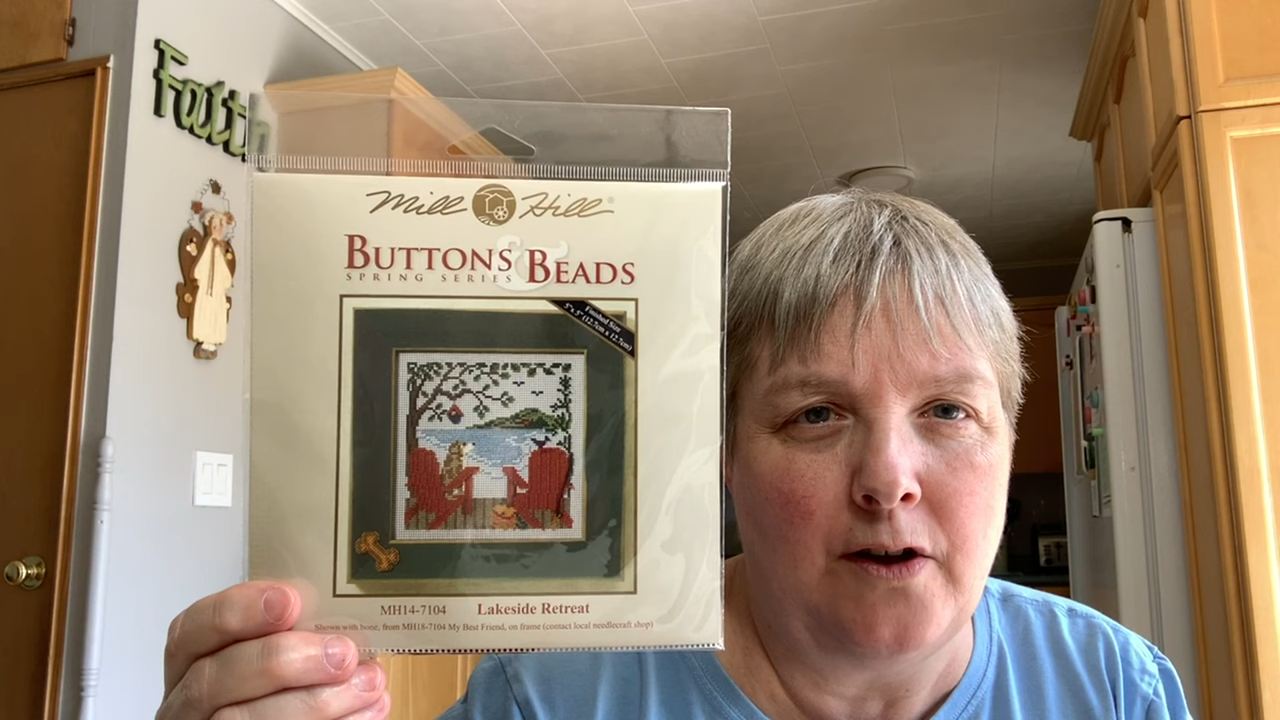 Faith
Mill Hill
BUTTONS & BEADS
SPRING SERIES
Finished Size
5" x 5" (12.7cm x 12.7cm)
MH14-7104 Lakeside Retreat
Shown with bone, from MH18-7104 My Best Friend, on frame (contact local needlecraft shop)